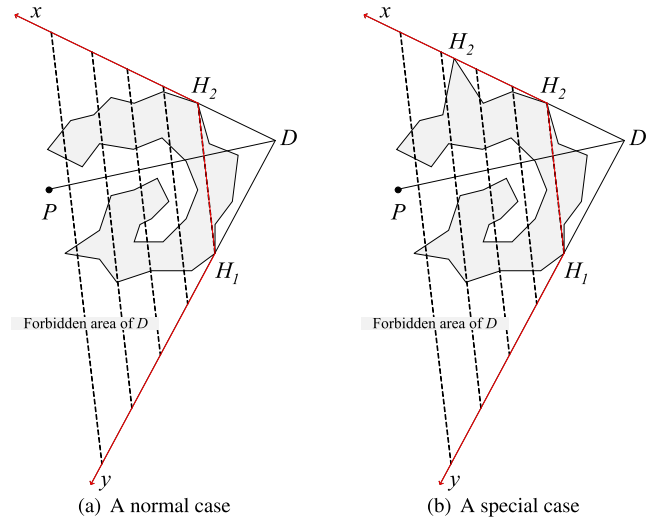 x
H2
D
P
H1
Forbidden area of D
y
(a) A normal case
x
H2
H2
D
P
H1
Forbidden area of D
y
(b) A special case